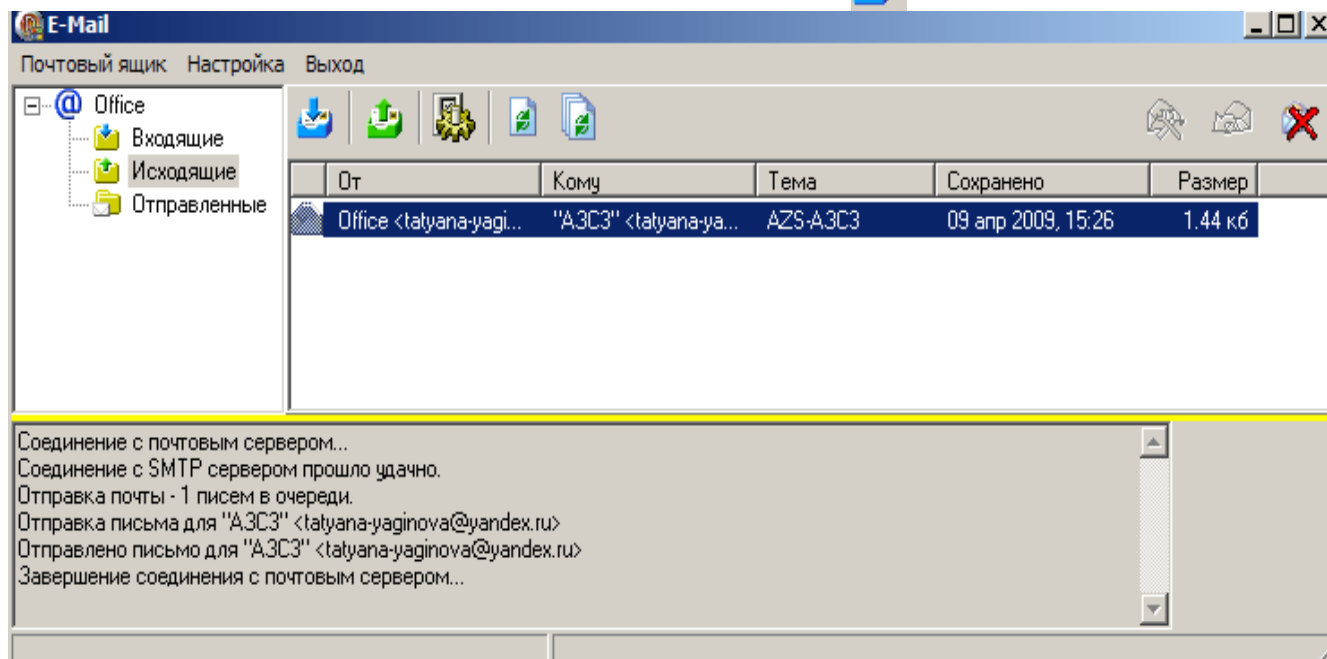 E-Mail
Почтовый ящик Настройка Выход
Office
Входящие
Исходящие
Отправленные
От Кому Тема Сохранено Размер
Office <tatyana-yagi... "АЗС3" <tatyana-ya... AZS-АЗС3 09 апр 2009, 15:26 1.44 кб
Соединение с почтовым сервером...
Соединение с SMTP сервером прошло удачно.
Отправка почты - 1 писем в очереди.
Отправка письма для "АЗС3" <tatyana-yaginova@yandex.ru>
Отправлено письмо для "АЗС3" <tatyana-yaginova@yandex.ru>
Завершение соединения с почтовым сервером...